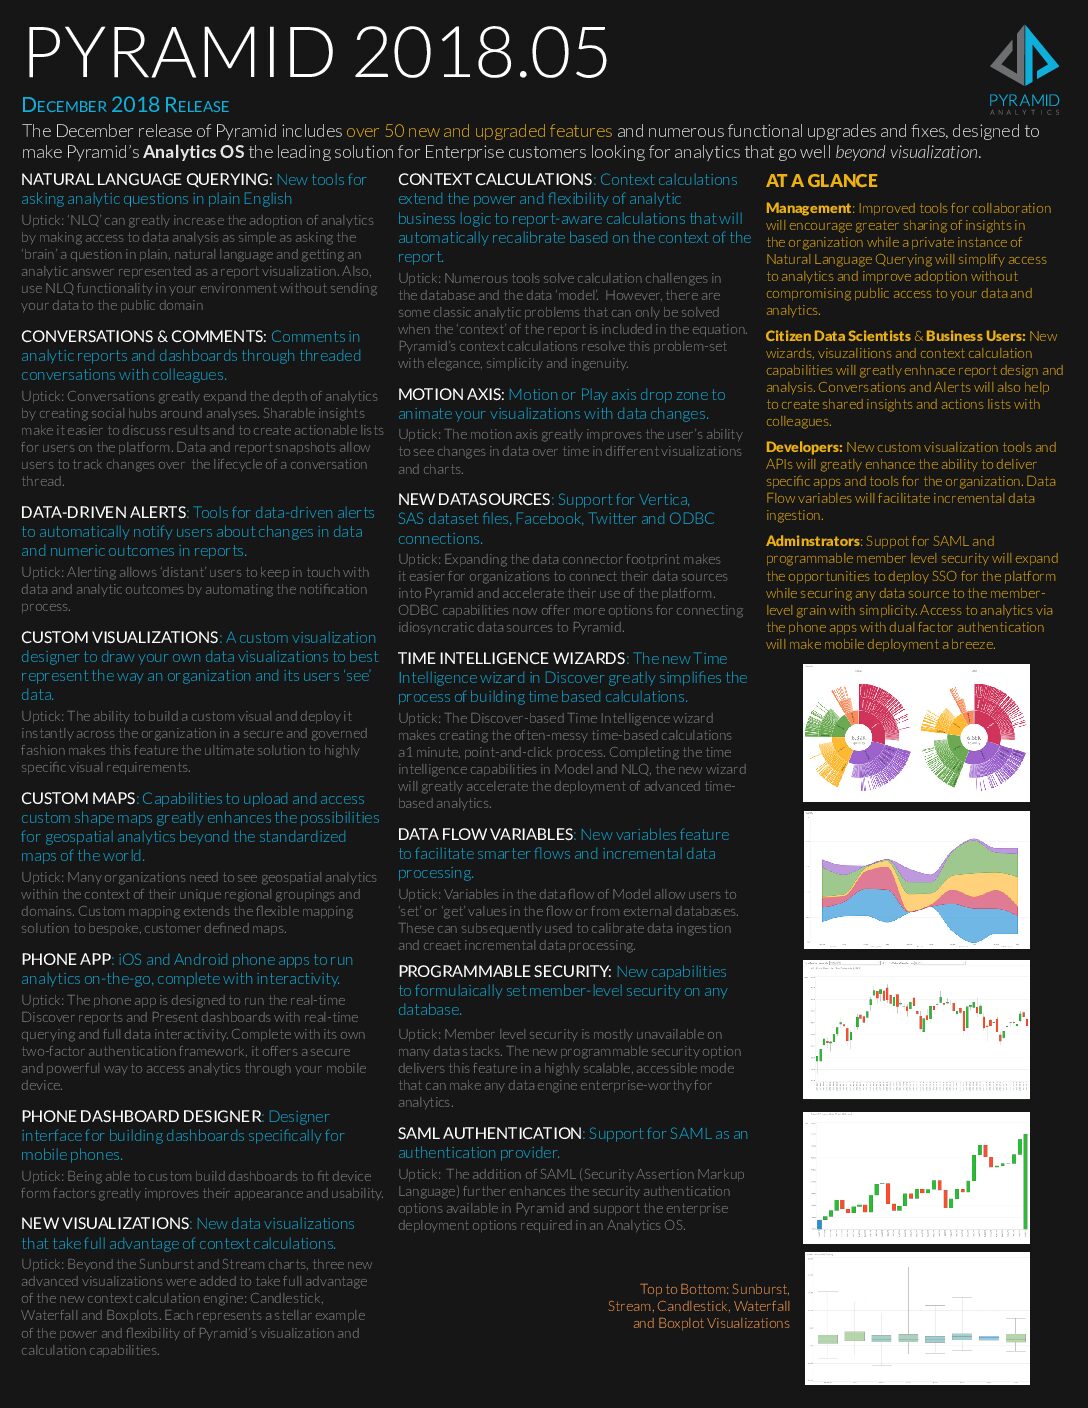 PYRAMID 2018.05
PYRAMID
ANALYTICS
DECEMBER 2018 RELEASE
The December release of Pyramid includes over 50 new and upgraded features and numerous functional upgrades and fixes, designed to
make Pyramid's Analytics OS the leading solution for Enterprise customers looking for analytics that go well beyond visualization.
NATURAL LANGUAGE QUERYING: New tools for
asking analytic questions in plain English
Uptick: 'NLQ' can greatly increase the adoption of analytics
by making access to data analysis as simple as asking the
'brain' a question in plain, natural language and getting an
analytic answer represented as a report visualization. Also,
use NLQ functionality in your environment without sending
your data to the public domain
CONVERSATIONS & COMMENTS: Comments in
analytic reports and dashboards through threaded
conversations with colleagues.
Uptick: Conversations greatly expand the depth of analytics
by creating social hubs around analyses. Sharable insights
make it easier to discuss results and to create actionable lists
for users on the platform. Data and report snapshots allow
users to track changes over the lifecycle of a conversation
thread.
DATA-DRIVEN ALERTS: Tools for data-driven alerts
to automatically notify users about changes in data
and numeric outcomes in reports.
Uptick: Alerting allows 'distant' users to keep in touch with
data and analytic outcomes by automating the notification
process.
CUSTOM VISUALIZATIONS: A custom visualization
designer to draw your own data visualizations to best
represent the way an organization and its users 'see'
data.
Uptick: The ability to build a custom visual and deploy it
instantly across the organization in a secure and governed
fashion makes this feature the ultimate solution to highly
specific visual requirements.
CUSTOM MAPS: Capabilities to upload and access
custom shape maps greatly enhances the possibilities
for geospatial analytics beyond the standardized
maps of the world.
Uptick: Many organizations need to see geospatial analytics
within the context of their unique regional groupings and
domains. Custom mapping extends the flexible mapping
solution to bespoke, customer defined maps.
PHONE APP: iOS and Android phone apps to run
analytics on-the-go, complete with interactivity.
Uptick: The phone app is designed to run the real-time
Discover reports and Present dashboards with real-time
querying and full data interactivity. Complete with its own
two-factor authentication framework, it offers a secure
and powerful way to access analytics through your mobile
device.
PHONE DASHBOARD DESIGNER: Designer
interface for building dashboards specifically for
mobile phones.
Uptick: Being able to custom build dashboards to fit device
form factors greatly improves their appearance and usability.
NEW VISUALIZATIONS: New data visualizations
that take full advantage of context calculations.
Uptick: Beyond the Sunburst and Stream charts, three new
advanced visualizations were added to take full advantage
of the new context calculation engine: Candlestick,
Waterfall and Boxplots. Each represents a stellar example
of the power and flexibility of Pyramid's visualization and
calculation capabilities.
CONTEXT CALCULATIONS: Context calculations
extend the power and flexibility of analytic
business logic to report-aware calculations that will
automatically recalibrate based on the context of the
report.
Uptick: Numerous tools solve calculation challenges in
the database and the data 'model'. However, there are
some classic analytic problems that can only be solved
when the 'context' of the report is included in the equation.
Pyramid's context calculations resolve this problem-set
with elegance, simplicity and ingenuity.
MOTION AXIS: Motion or Play axis drop zone to
animate your visualizations with data changes.
Uptick: The motion axis greatly improves the user's ability
to see changes in data over time in different visualizations
and charts.
NEW DATASOURCES: Support for Vertica,
SAS dataset files, Facebook, Twitter and ODBC
connections.
Uptick: Expanding the data connector footprint makes
it easier for organizations to connect their data sources
into Pyramid and accelerate their use of the platform.
ODBC capabilities now offer more options for connecting
idiosyncratic data sources to Pyramid.
TIME INTELLIGENCE WIZARDS: The new Time
Intelligence wizard in Discover greatly simplifies the
process of building time based calculations.
Uptick: The Discover-based Time Intelligence wizard
makes creating the often-messy time-based calculations
a 1 minute, point-and-click process. Completing the time
intelligence capabilities in Model and NLQ, the new wizard
will greatly accelerate the deployment of advanced time-
based analytics.
DATA FLOW VARIABLES: New variables feature
to facilitate smarter flows and incremental data
processing.
Uptick: Variables in the data flow of Model allow users to
'set' or 'get' values in the flow or from external databases.
These can subsequently used to calibrate data ingestion
and creaet incremental data processing.
PROGRAMMABLE SECURITY: New capabilities
to formulaically set member-level security on any
database.
Uptick: Member level security is mostly unavailable on
many data stacks. The new programmable security option
delivers this feature in a highly scalable, accessible mode
that can make any data engine enterprise-worthy for
analytics.
SAML AUTHENTICATION: Support for SAML as an
authentication provider.
Uptick: The addition of SAML (Security Assertion Markup
Language) further enhances the security authentication
options available in Pyramid and support the enterprise
deployment options required in an Analytics OS.
AT A GLANCE
Management: Improved tools for collaboration
will encourage greater sharing of insights in
the organization while a private instance of
Natural Language Querying will simplify access
to analytics and improve adoption without
compromising public access to your data and
analytics.
Citizen Data Scientists & Business Users: New
wizards, visuzalitions and context calculation
capabilities will greatly enhnace report design and
analysis. Conversations and Alerts will also help
to create shared insights and actions lists with
colleagues.
Developers: New custom visualization tools and
APIs will greatly enhance the ability to deliver
specific apps and tools for the organization. Data
Flow variables will facilitate incremental data
ingestion.
Adminstrators: Suppot for SAML and
programmable member level security will expand
the opportunities to deploy SSO for the platform
while securing any data source to the member-
level grain with simplicity. Access to analytics via
the phone apps with dual factor authentication
will make mobile deployment a breeze.
Top to Bottom: Sunburst,
Stream, Candlestick, Waterfall
and Boxplot Visualizations